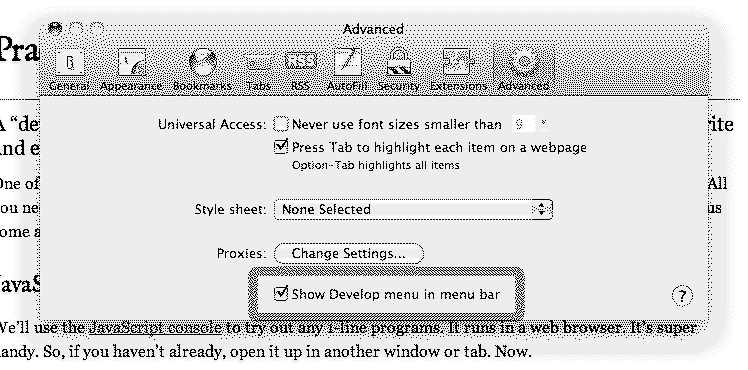 Advanced
Pra
General Appearance Bookmarks Tabs RSS AutoFill Security Extensions Advanced
A “de
rite
Universal Access: Never use font sizes smaller than 9
and e
Press Tab to highlight each item on a webpage
Option-Tab highlights all items
One of
All
you ne
us
Style sheet: None Selected
some a
Proxies: Change Settings...
JavaS
Show Develop menu in menu bar
?
We’ll use the JavaScript console to try out any 1-line programs. It runs in a web browser. It’s super
handy. So, if you haven’t already, open it up in another window or tab. Now.